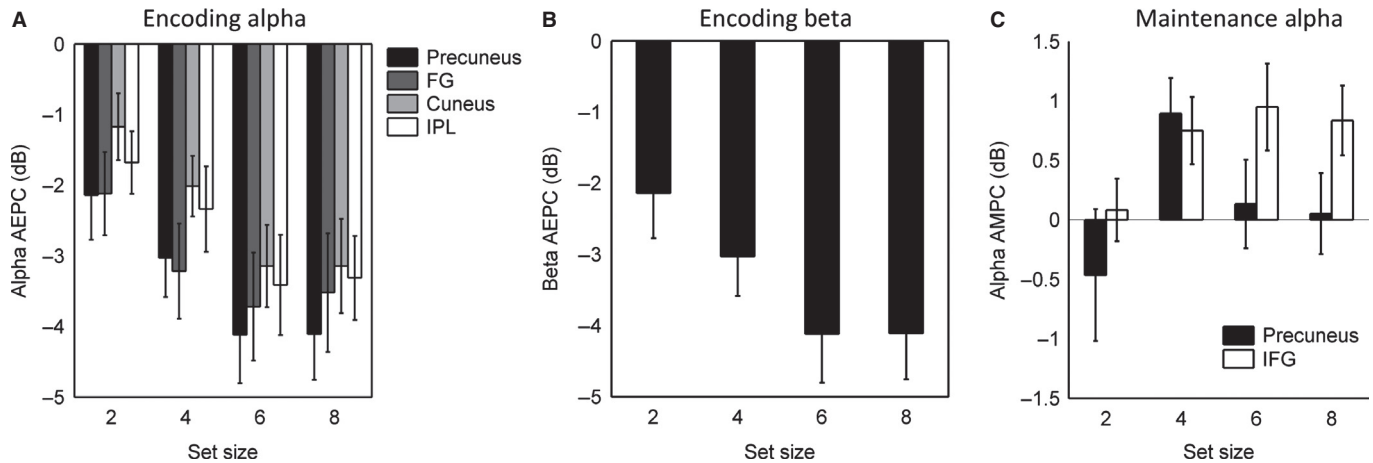 A
Encoding alpha
0
–1
–2
–3
–4
–5
Alpha AEPC (dB)
2 4 6 8
Set size
Precuneus
FG
Cuneus
IPL
B
Encoding beta
0
–1
–2
–3
–4
–5
Beta AEPC (dB)
2 4 6 8
Set size
C
Maintenance alpha
1.5
1
0.5
0
–0.5
–1
–1.5
Alpha AMPC (dB)
Precuneus
IFG
2 4 6 8
Set size